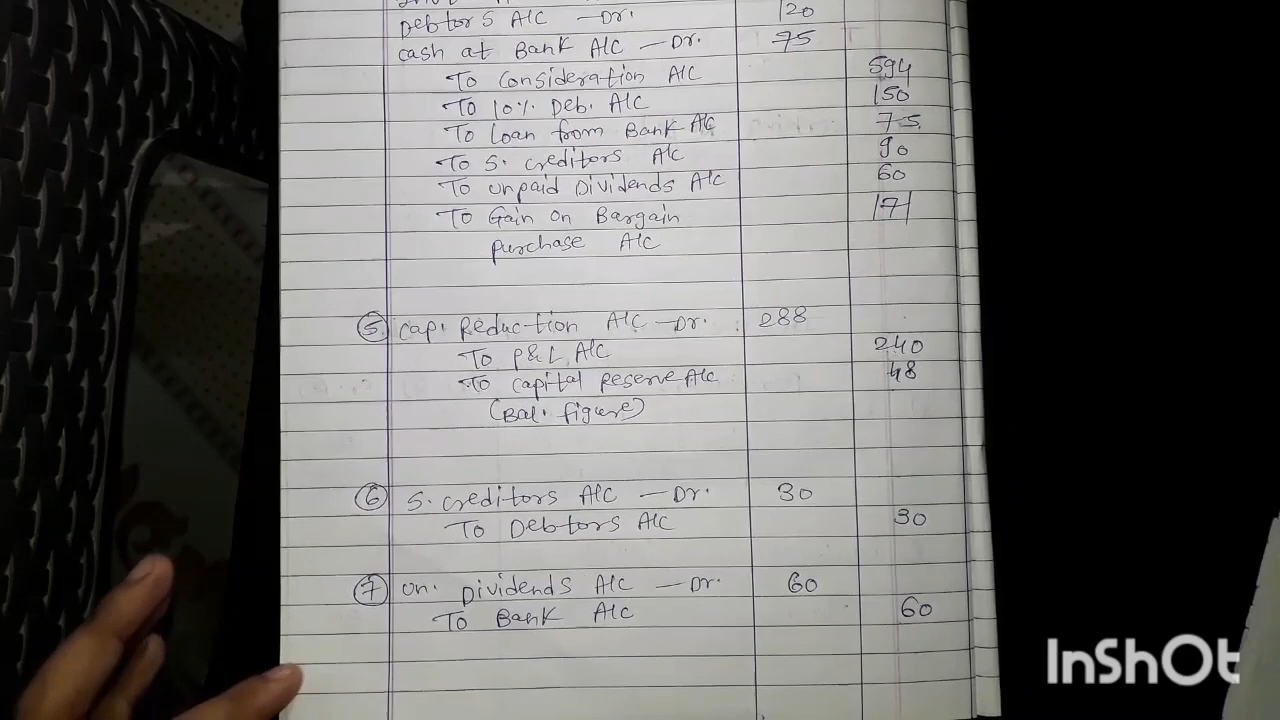 Debtors A/c — Dr. 120
cash at Bank A/c — Dr. 75
To consideration A/c 594
To 10% Deb. A/c 150
To Loan from Bank A/c 75
To S. creditors A/c 90
To unpaid Dividends A/c 60
To Gain on Bargain 171
purchase A/c
5 Cap. Reduction A/c — Dr. 288
To P&L A/c 240
To capital Reserve A/c 48
(Bal. figure)
6 S. creditors A/c — Dr. 30
To Debtors A/c 30
7 un. Dividends A/c — Dr. 60
To Bank A/c 60
InShOt